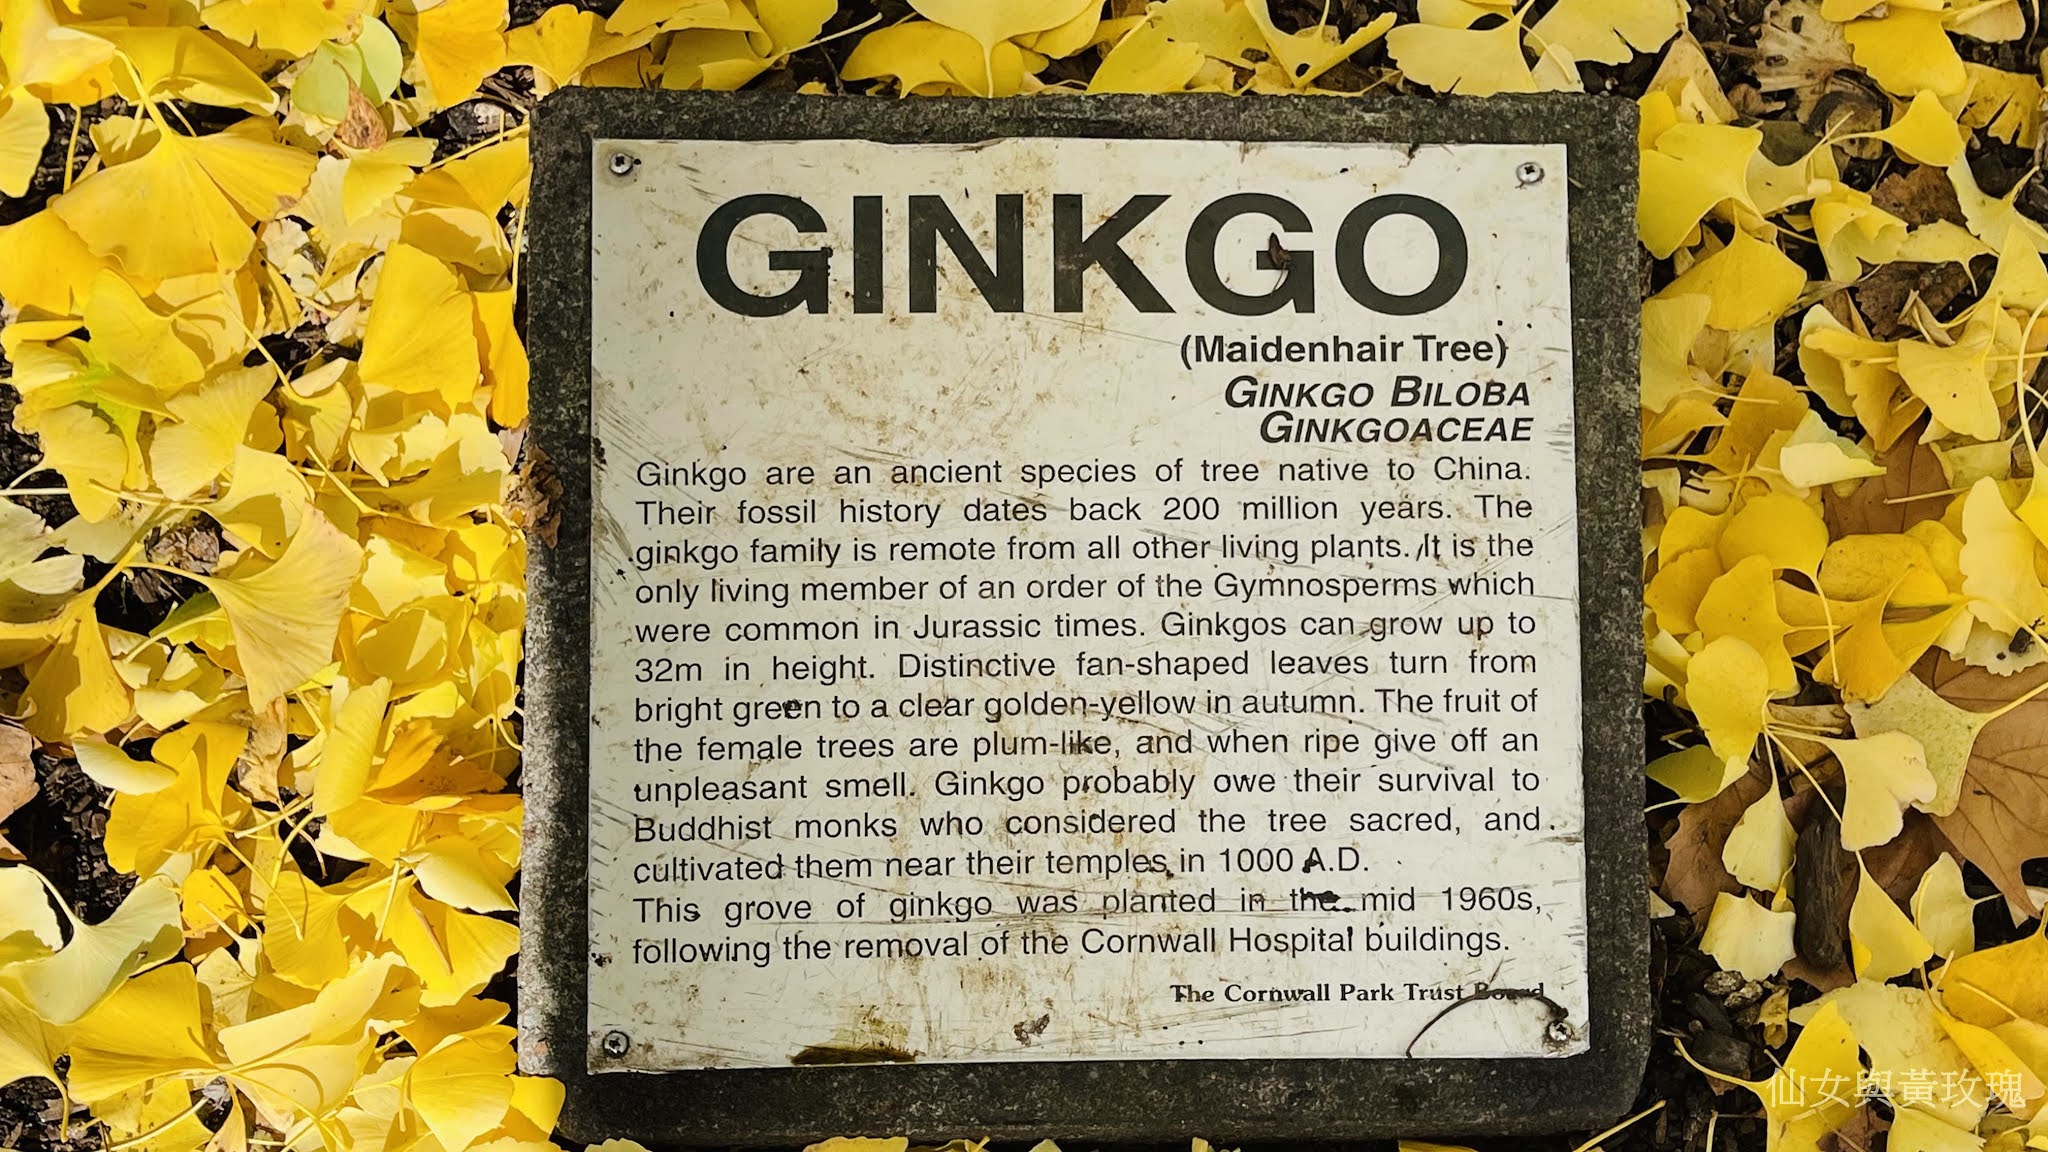 GINKGO
(Maidenhair Tree)
GINKGO BILOBA
GINKGOACEAE
Ginkgo are an ancient species of tree native to China.
Their fossil history dates back 200 million years. The
ginkgo family is remote from all other living plants. It is the
only living member of an order of the Gymnosperms which
were common in Jurassic times. Ginkgos can grow up to
32m in height. Distinctive fan-shaped leaves turn from
bright green to a clear golden-yellow in autumn. The fruit of
the female trees are plum-like, and when ripe give off an
unpleasant smell. Ginkgo probably owe their survival to
Buddhist monks who considered the tree sacred, and
cultivated them near their temples in 1000 A.D.
This grove of ginkgo was planted in the mid 1960s,
following the removal of the Cornwall Hospital buildings.
The Cornwall Park Trust Board
仙女與黃玫瑰